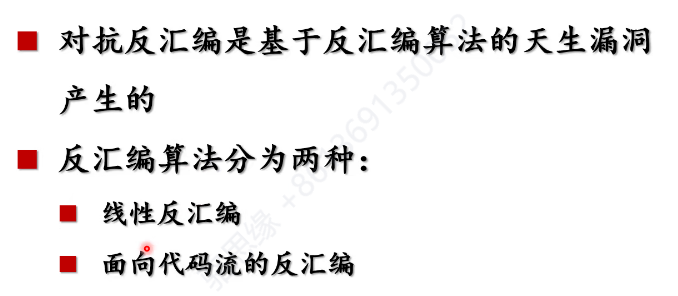 对抗反汇编是基于反汇编算法的天生漏洞
产生的
反汇编算法分为两种：
线性反汇编
面向代码流的反汇编